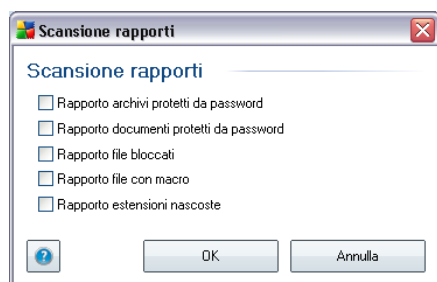 Scansione rapporti
Scansione rapporti
Rapporto archivi protetti da password
Rapporto documenti protetti da password
Rapporto file bloccati
Rapporto file con macro
Rapporto estensioni nascoste
?
OK
Annulla